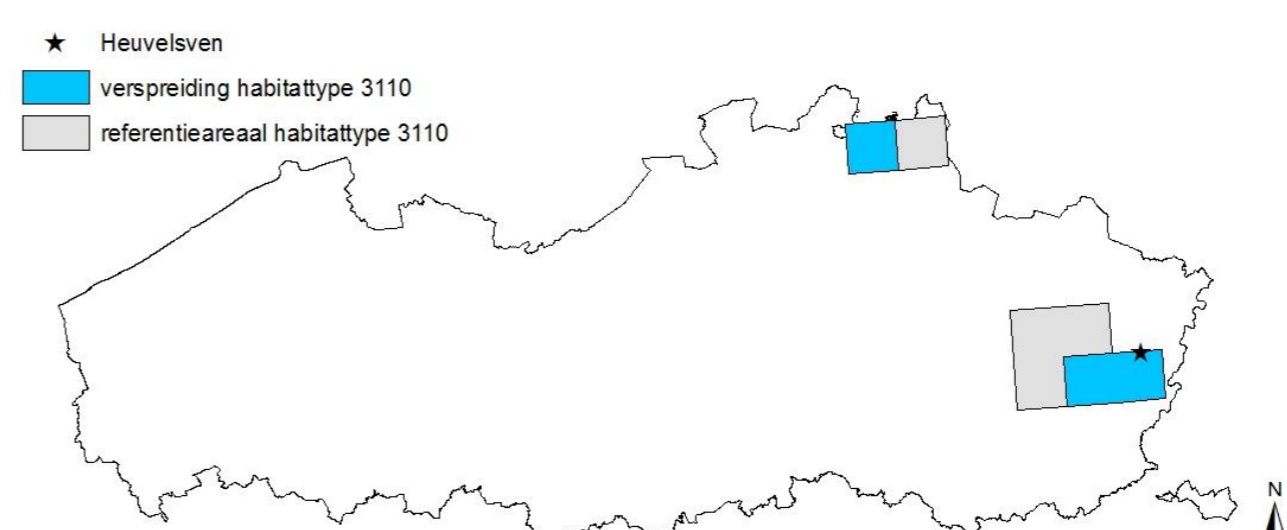 Heuvelsven
verspreiding habitattype 3110
referentieareaal habitattype 3110
N